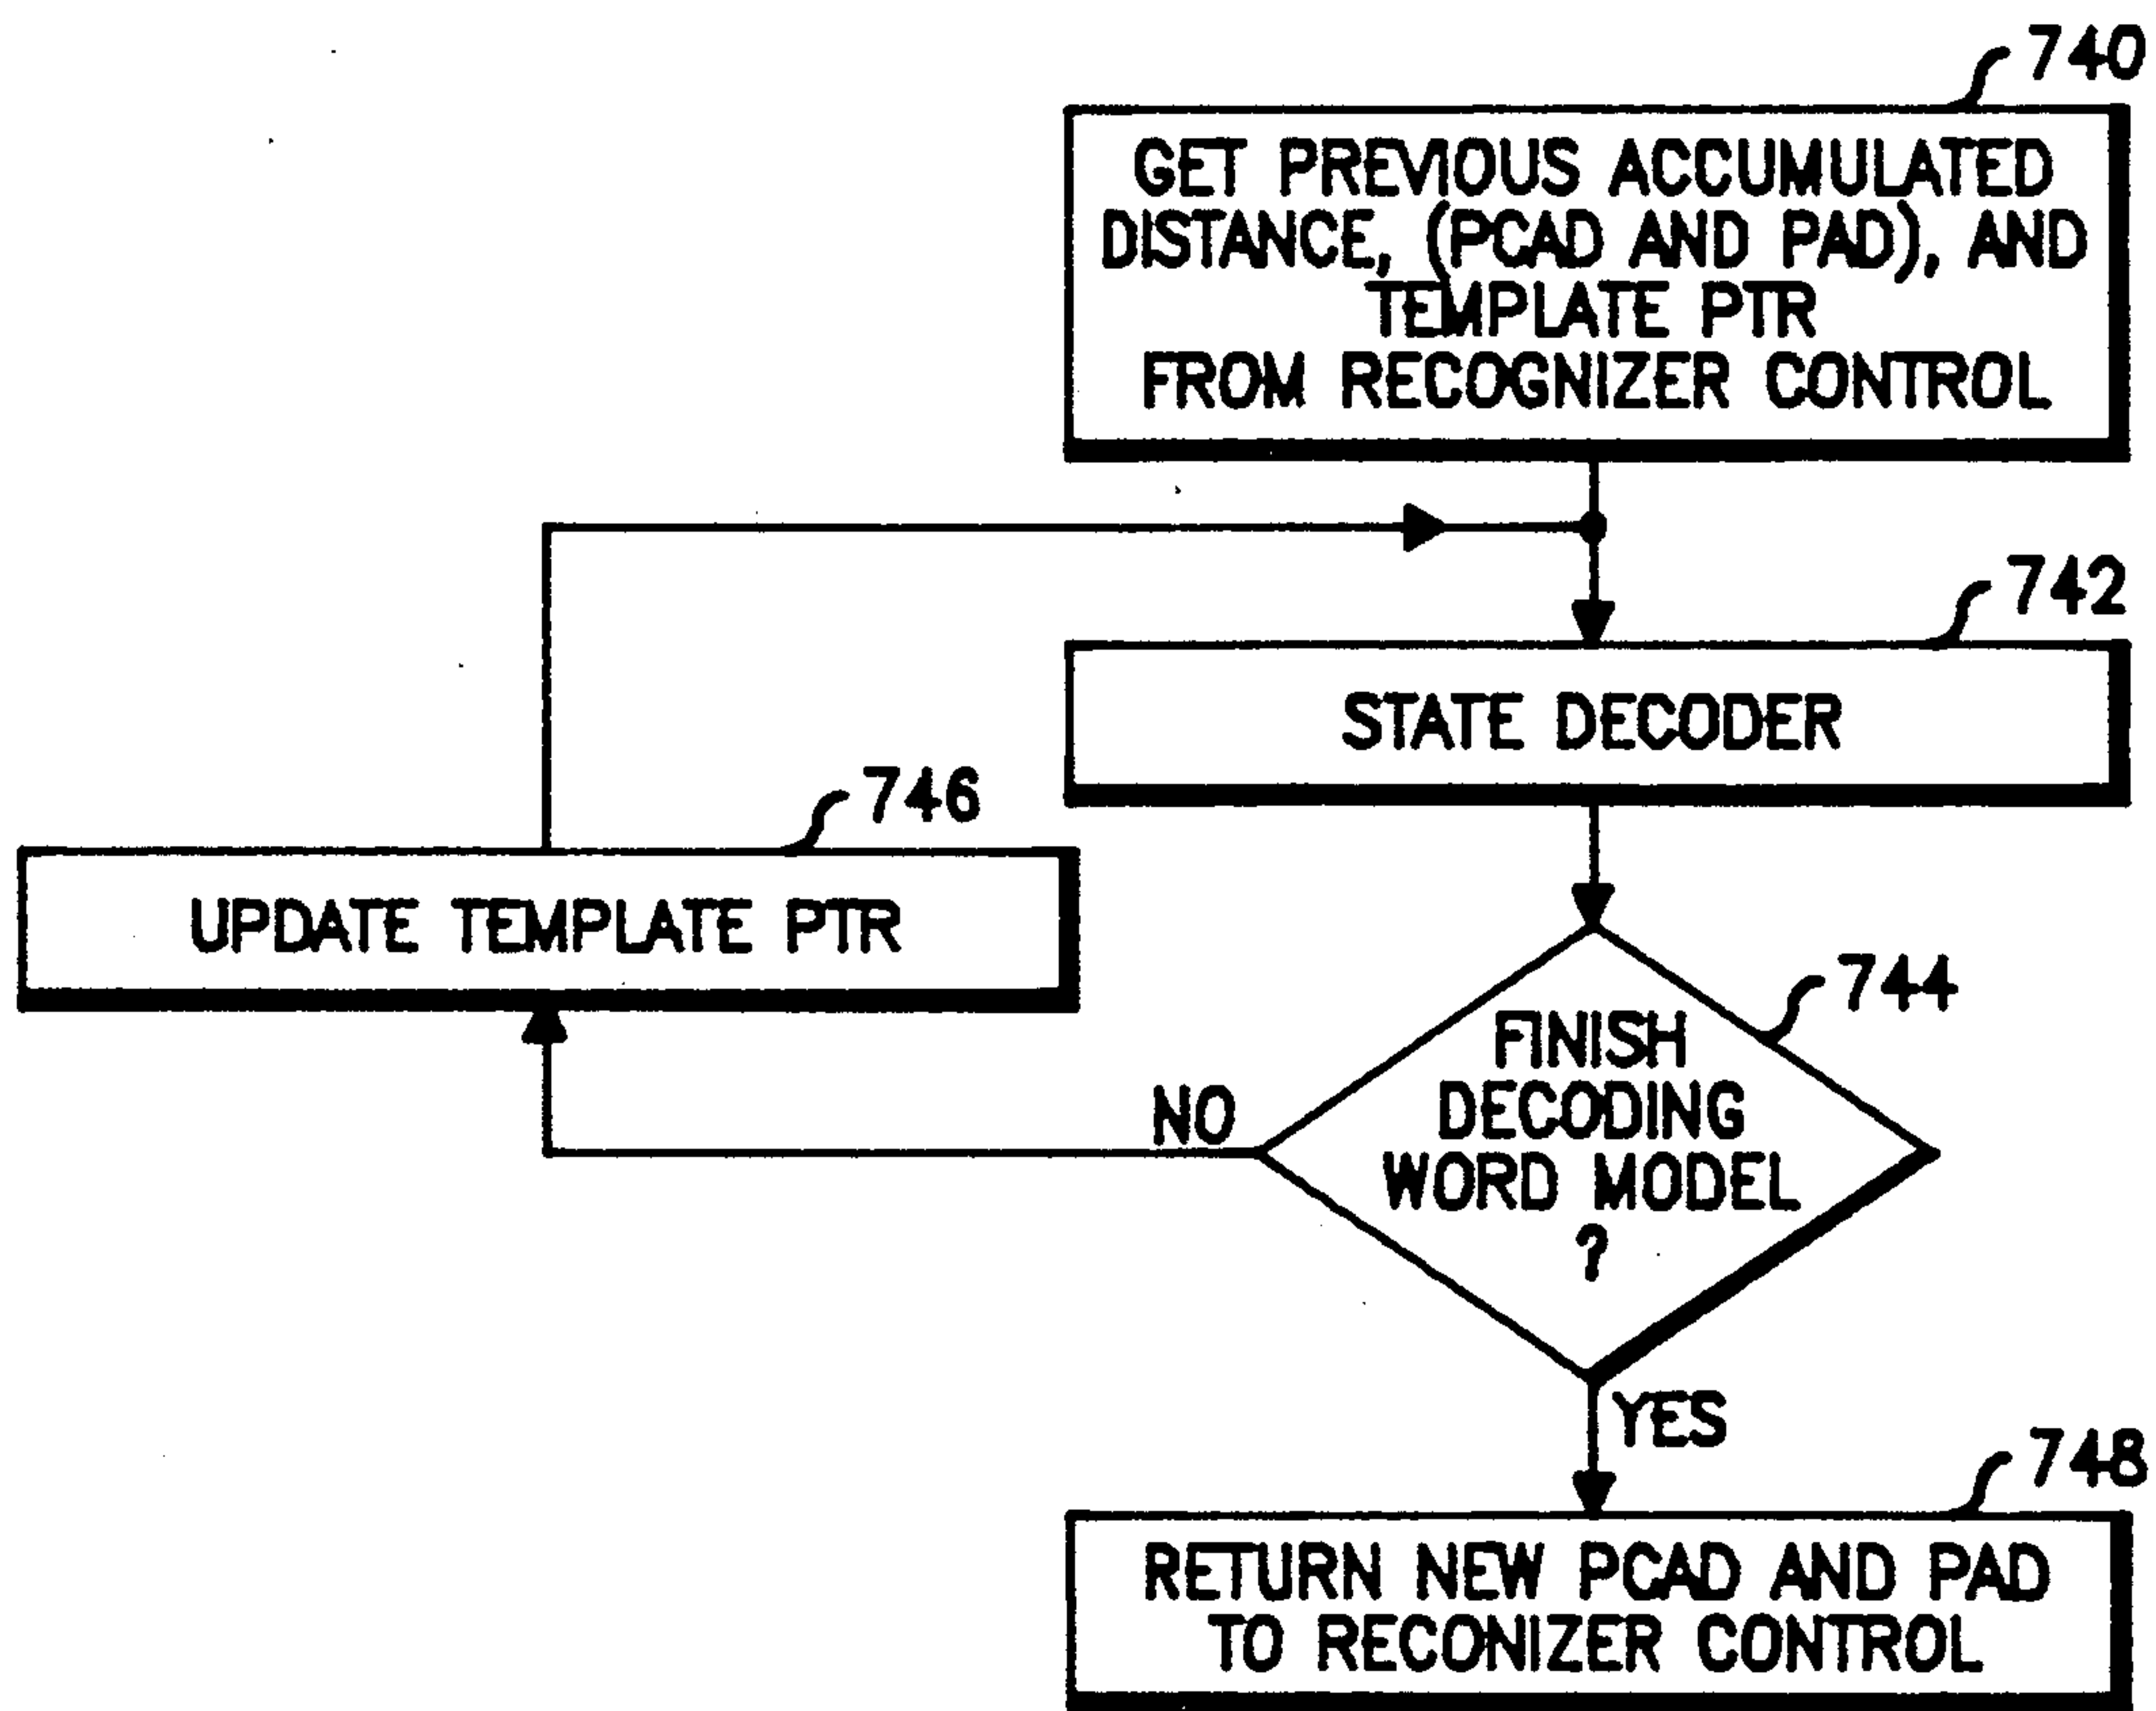 740
GET PREVIOUS ACCUMULATED
DISTANCE, (PCAD AND PAD), AND
TEMPLATE PTR
FROM RECOGNIZER CONTROL
742
STATE DECODER
746
UPDATE TEMPLATE PTR
744
FINISH
DECODING
WORD MODEL
?
NO
YES
748
RETURN NEW PCAD AND PAD
TO RECONIZER CONTROL